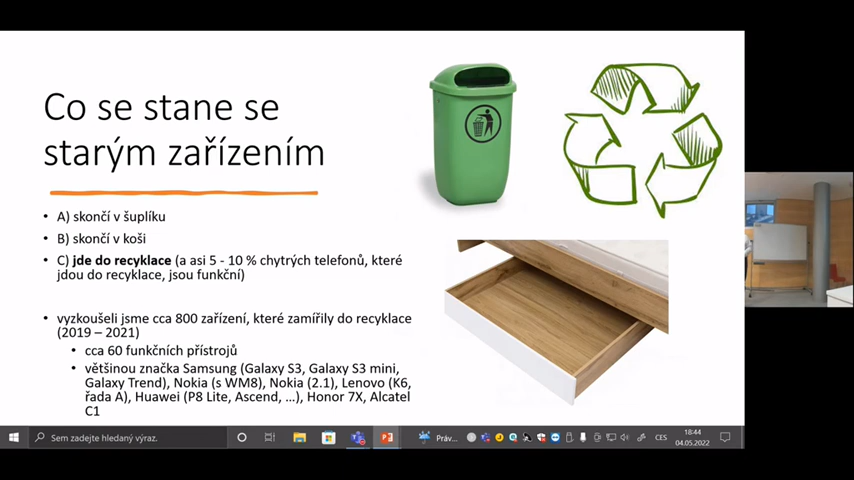 Co se stane se
starým zařízením
A) skončí v šuplíku
B) skončí v koši
C) jde do recyklace (a asi 5 - 10 % chytrých telefonů, které
jdou do recyklace, jsou funkční)
vyzkoušeli jsme cca 800 zařízení, které zamířily do recyklace
(2019 – 2021)
cca 60 funkčních přístrojů
většinou značka Samsung (Galaxy S3, Galaxy S3 mini,
Galaxy Trend), Nokia (s WM8), Nokia (2.1), Lenovo (K6,
řada A), Huawei (P8 Lite, Ascend, …), Honor 7X, Alcatel
C1
Sem zadejte hledaný výraz.
Práv...
CES
18:44
04.05.2022